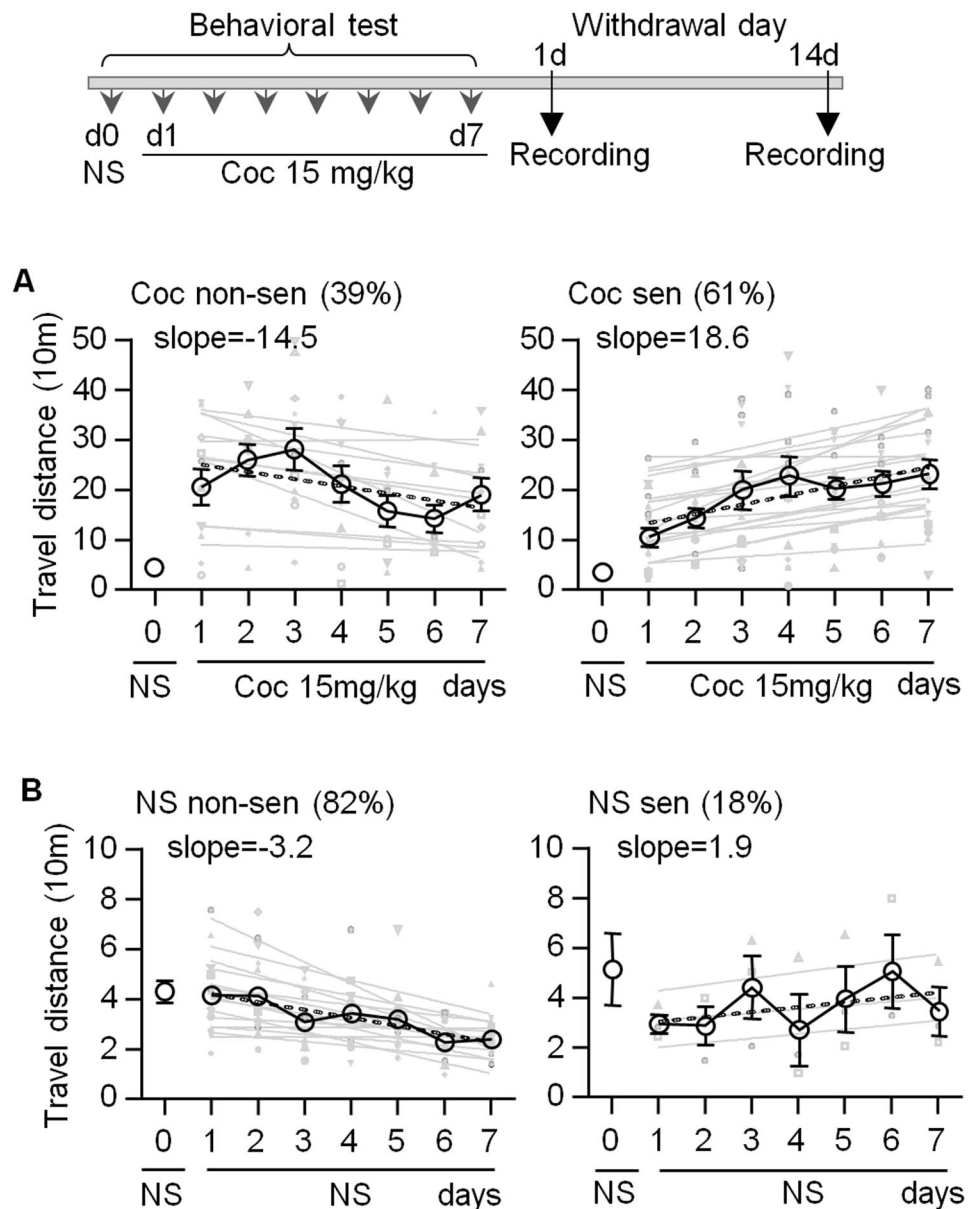 Behavioral test Withdrawal day
1d 14d
d0 d1 d7 Recording Recording
NS Coc 15 mg/kg
A
Coc non-sen (39%) Coc sen (61%)
slope=-14.5 slope=18.6
Travel distance (10m)
50 50
40 40
30 30
20 20
10 10
0 0
0 1 2 3 4 5 6 7 0 1 2 3 4 5 6 7
NS Coc 15mg/kg days NS Coc 15mg/kg days
B
NS non-sen (82%) NS sen (18%)
slope=-3.2 slope=1.9
Travel distance (10m)
10 10
8 8
6 6
4 4
2 2
0 0
0 1 2 3 4 5 6 7 0 1 2 3 4 5 6 7
NS NS days NS NS days